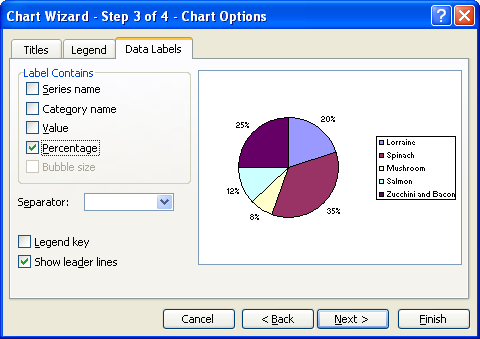 Chart Wizard - Step 3 of 4 - Chart Options
Titles Legend Data Labels
Label Contains
Series name
Category name
Value
Percentage
Bubble size
Separator:
Legend key
Show leader lines
20%
35%
8%
12%
25%
Lorraine
Spinach
Mushroom
Salmon
Zucchini and Bacon
Cancel < Back Next > Finish